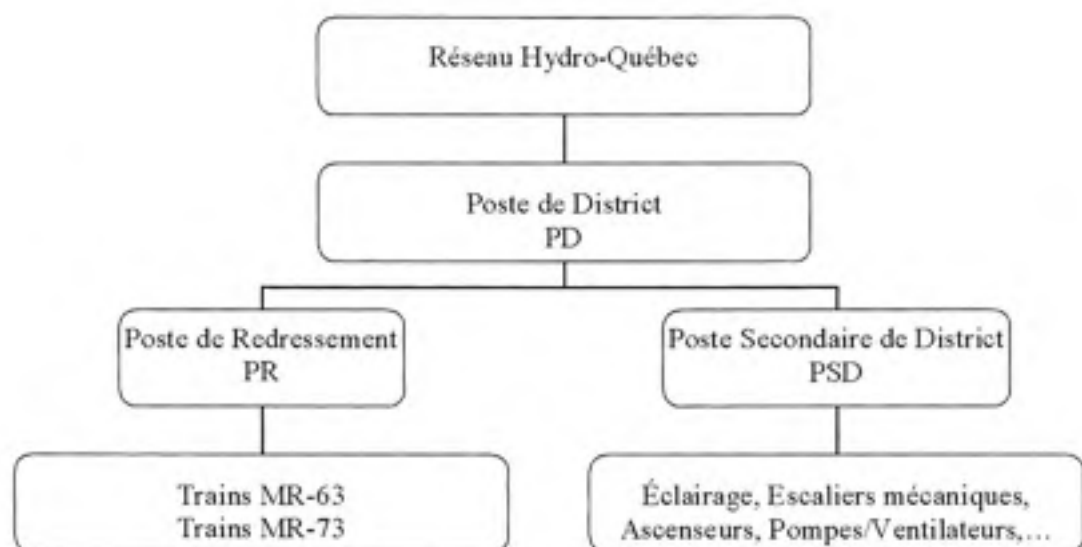 Réseau Hydro-Québec
Poste de District
PD
Poste de Redressement
PR
Poste Secondaire de District
PSD
Trains MR-63
Trains MR-73
Éclairage, Escaliers mécaniques,
Ascenseurs, Pompes/Ventilateurs,...